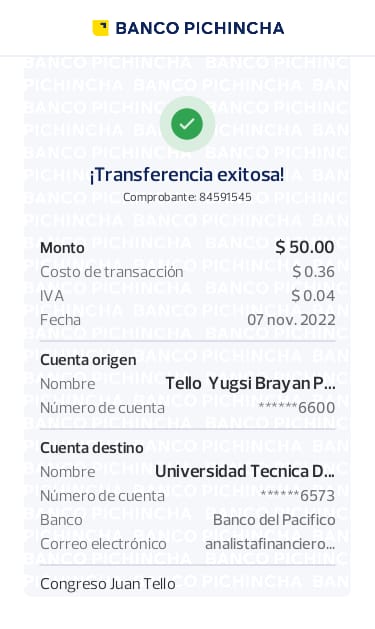 BANCO PICHINCHA
¡Transferencia exitosa!
Comprobante: 84591545
Monto $ 50.00
Costo de transacción $ 0.36
IVA $ 0.04
Fecha 07 nov. 2022
Cuenta origen
Nombre Tello Yugsi Brayan P...
Número de cuenta ******6600
Cuenta destino
Nombre Universidad Tecnica D...
Número de cuenta ******6573
Banco Banco del Pacifico
Correo electrónico analistafinanciero...
Congreso Juan Tello